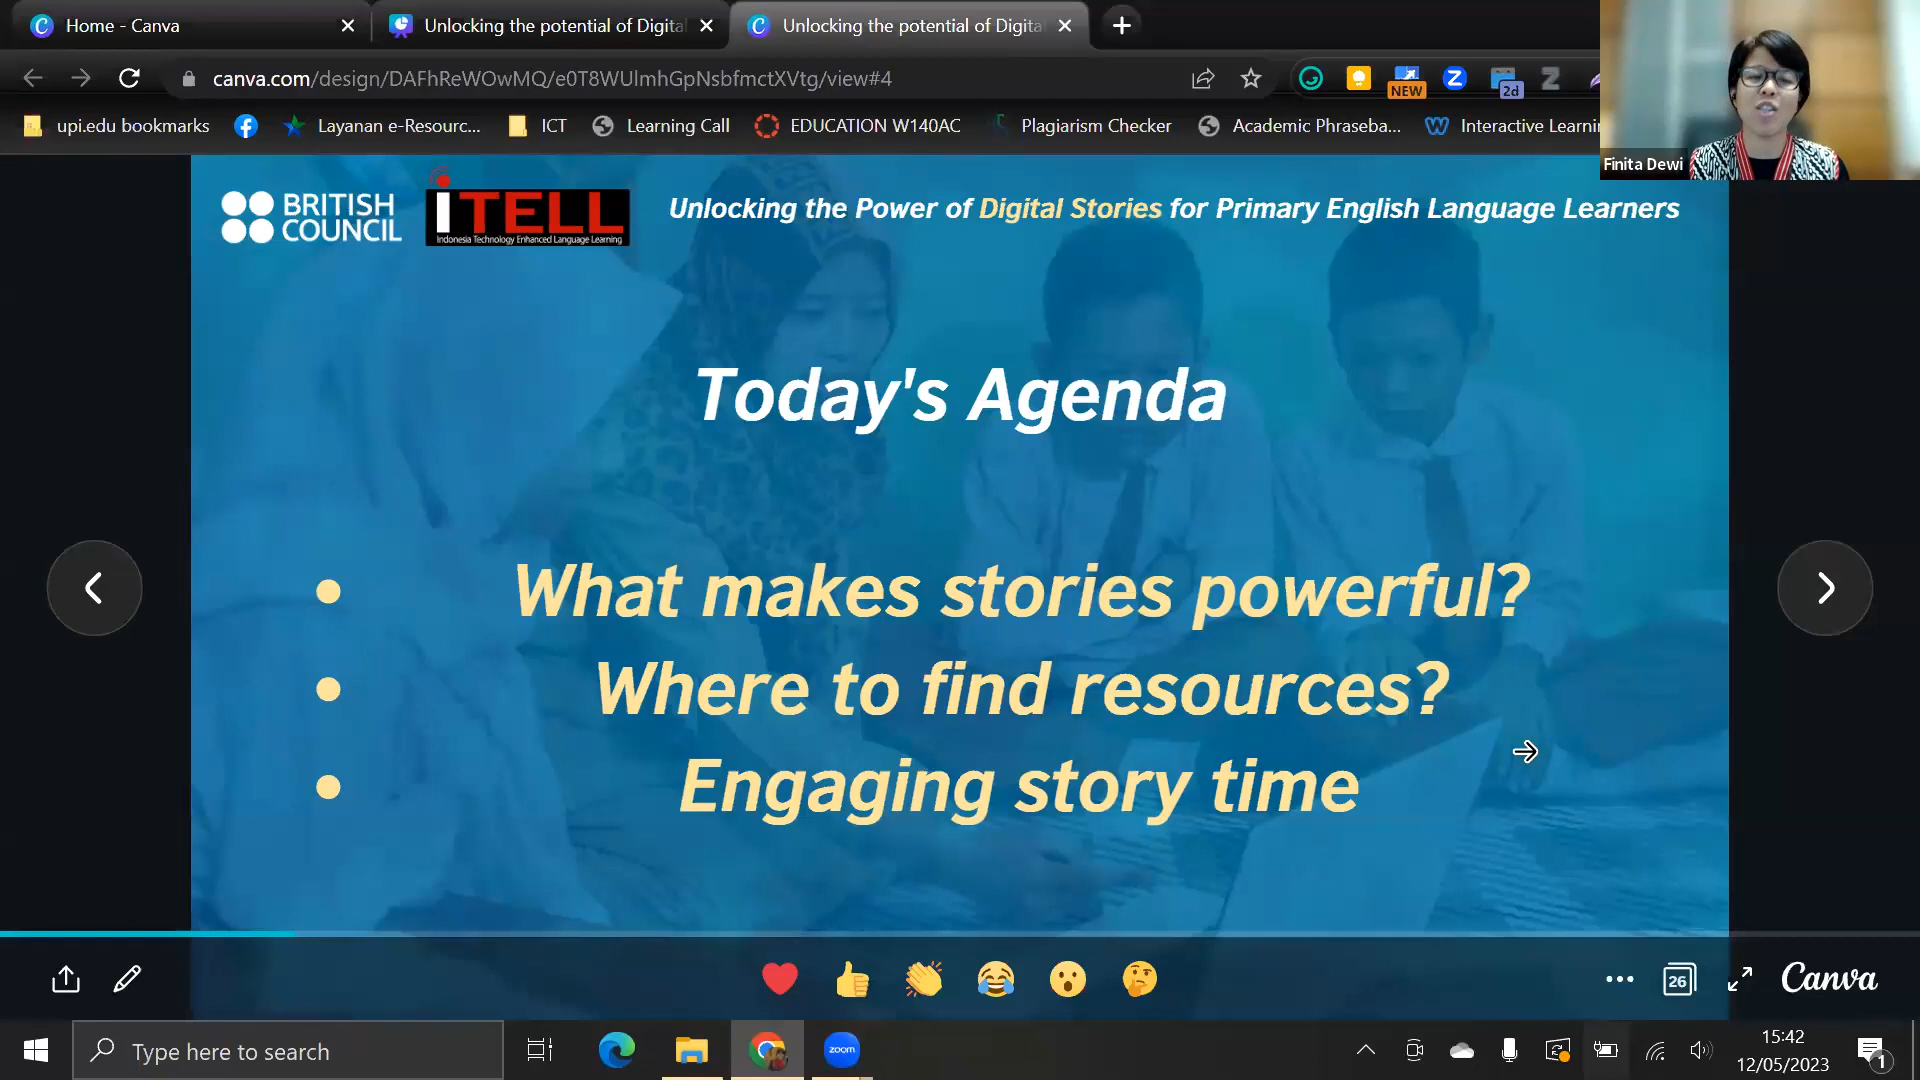 Home - Canva
Unlocking the potential of Digita
Unlocking the potential of Digita
canva.com/design/DAFhReWOwMQ/e0T8WUlmhGpNsbfmctXVtg/view#4
NEW
2d
upi.edu bookmarks
Layanan e-Resourc...
ICT
Learning Call
EDUCATION W140AC
Plagiarism Checker
Academic Phraseba...
Interactive Learni
Finita Dewi
BRITISH
COUNCIL
iTELL
Indonesia Technology Enhanced Language Learning
Unlocking the Power of Digital Stories for Primary English Language Learners
Today's Agenda
• What makes stories powerful?
• Where to find resources?
• Engaging story time
26
Canva
Type here to search
zoom
15:42
12/05/2023
1